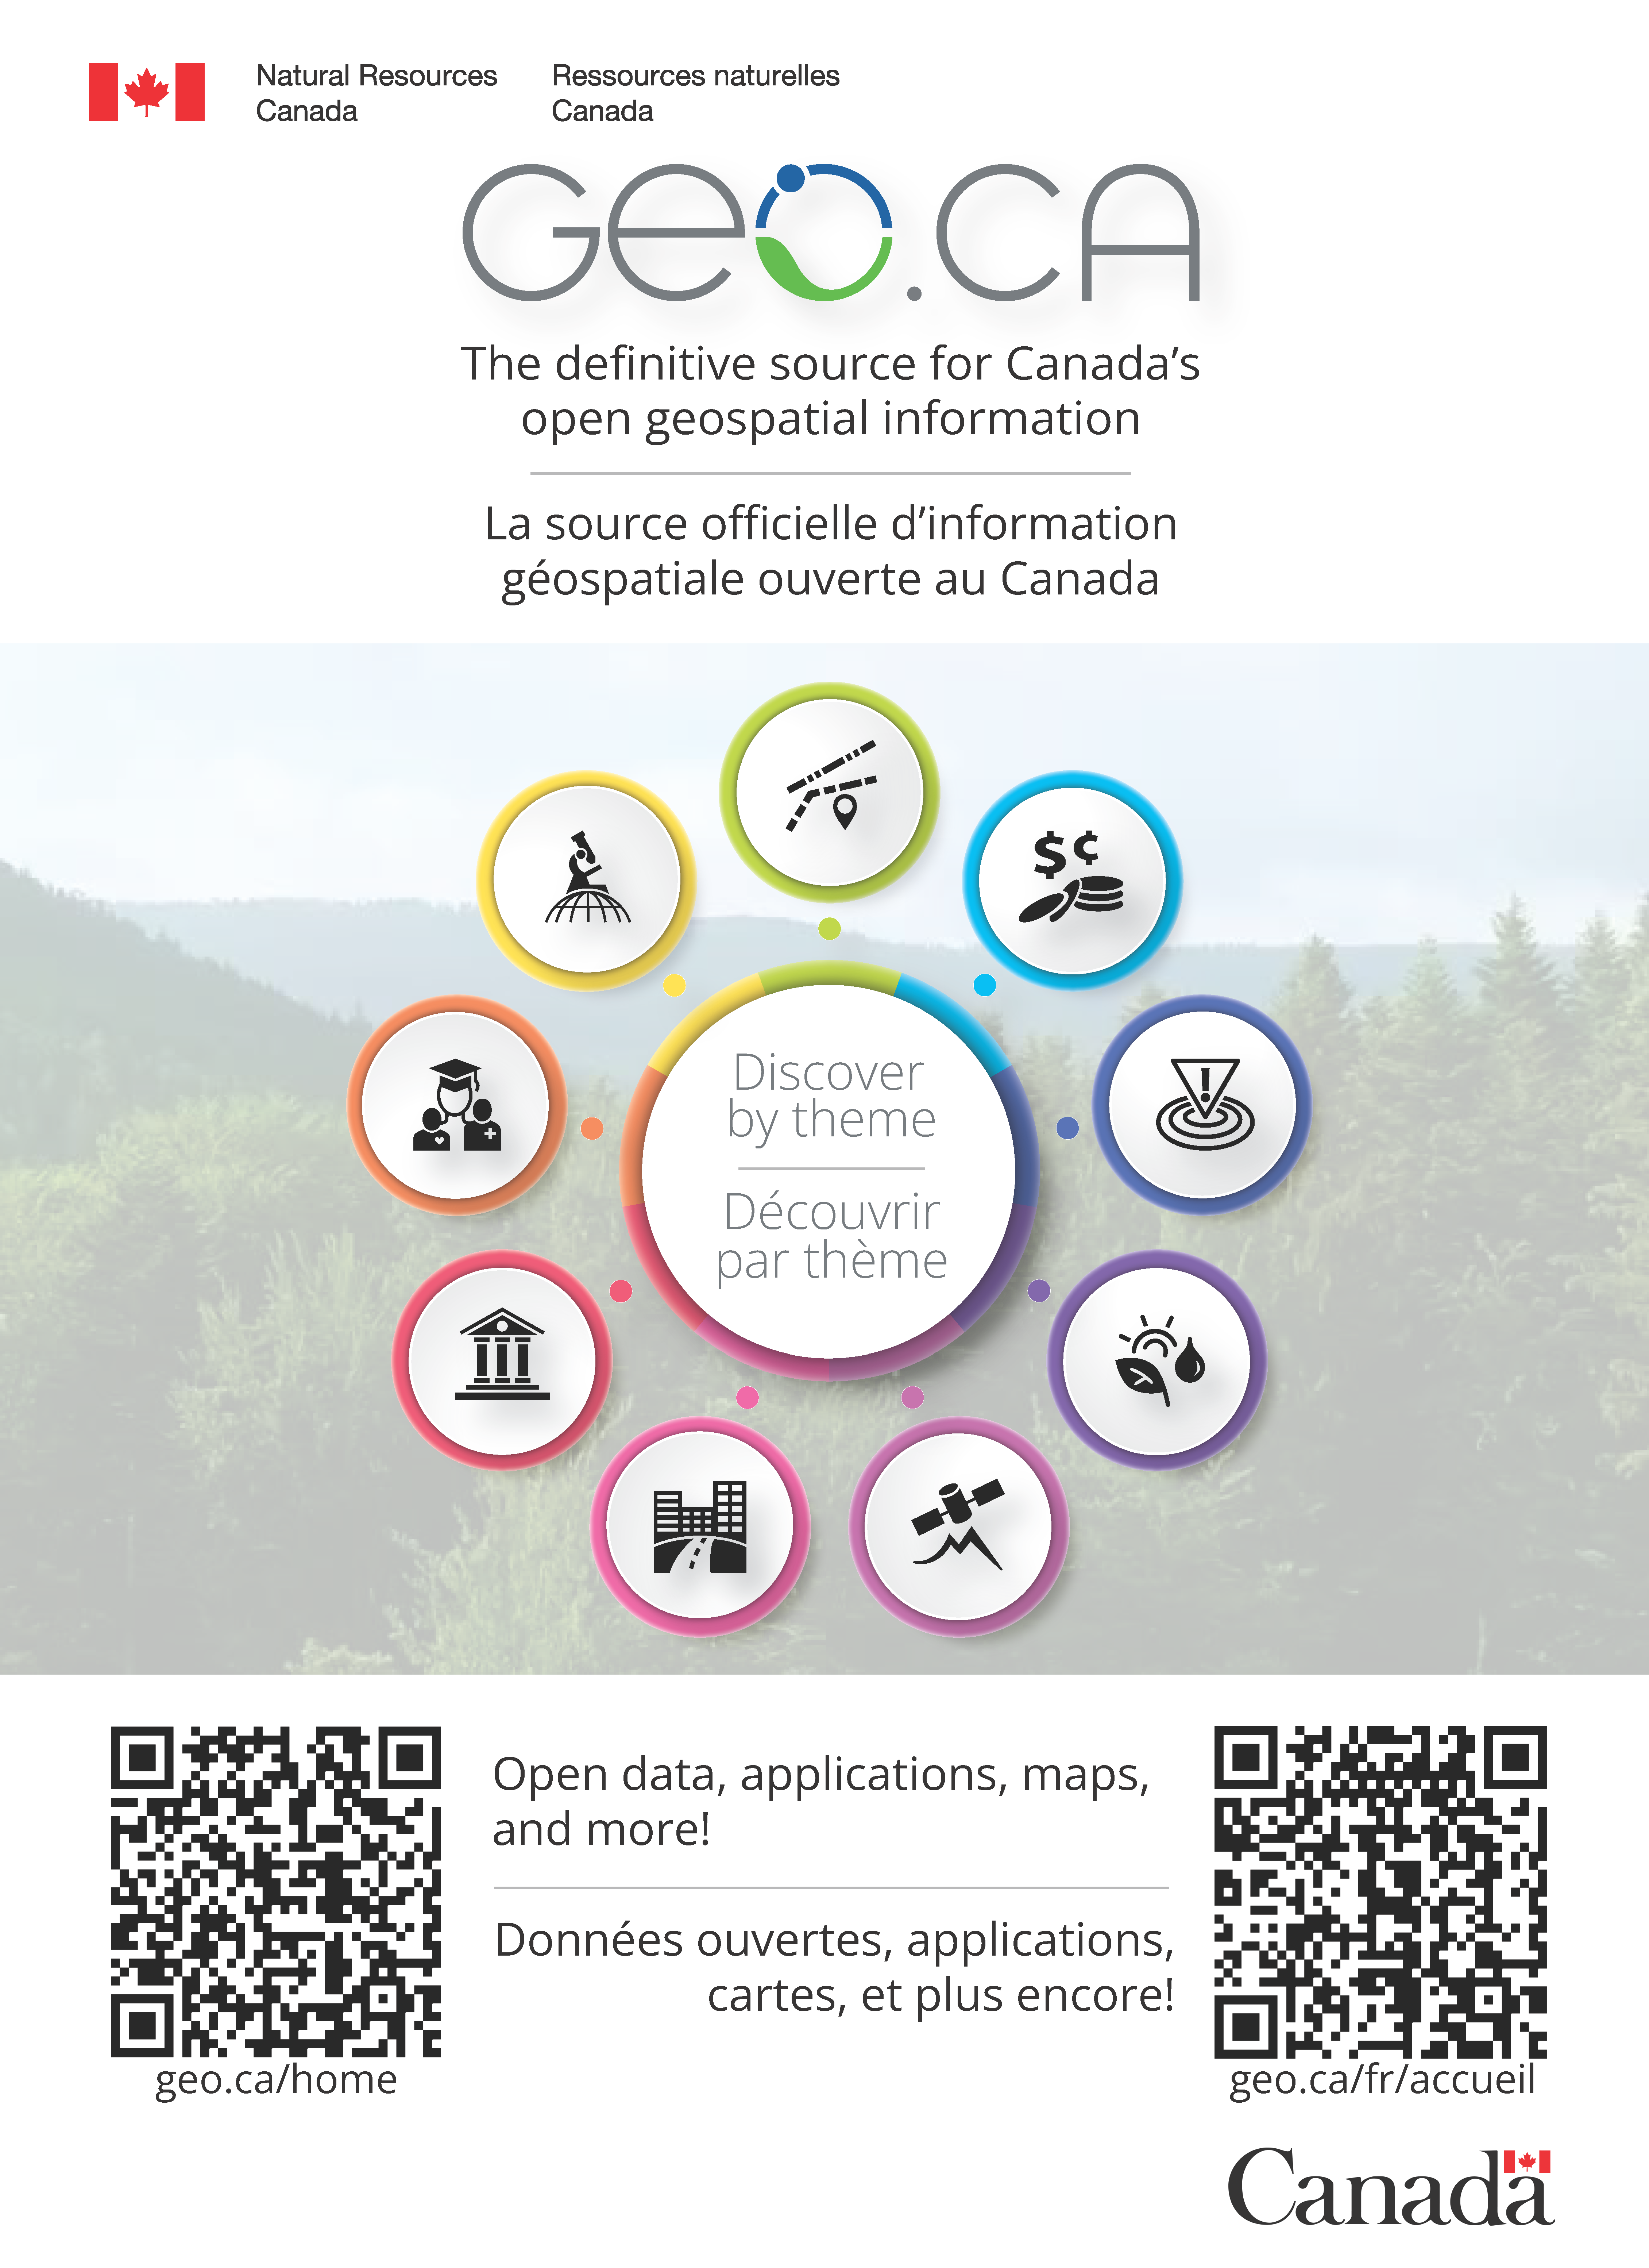 Natural Resources
Canada
Ressources naturelles
Canada
GEO.CA
The definitive source for Canada’s
open geospatial information
La source officielle d’information
géospatiale ouverte au Canada
$ ¢
!
Discover
by theme
Découvrir
par thème
Open data, applications, maps,
and more!
Données ouvertes, applications,
cartes, et plus encore!
geo.ca/home
geo.ca/fr/accueil
Canada